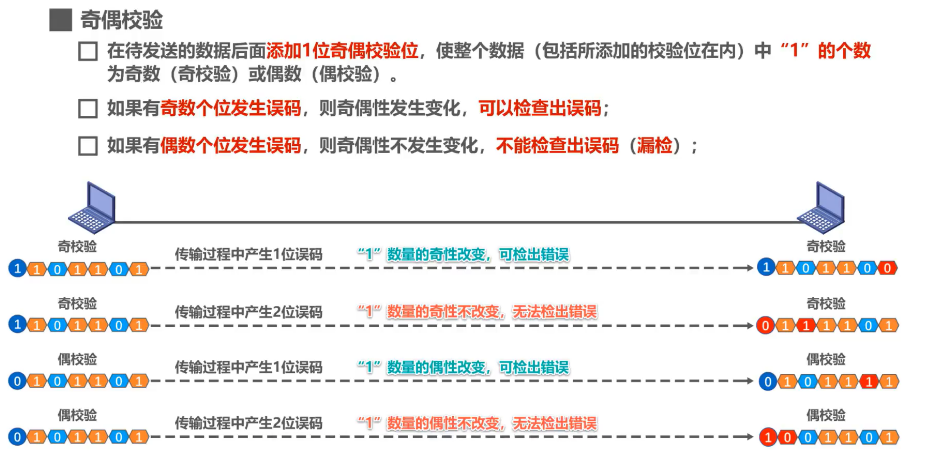 奇偶校验
在待发送的数据后面添加1位奇偶校验位，使整个数据（包括所添加的校验位在内）中“1”的个数
为奇数（奇校验）或偶数（偶校验）。
如果有奇数个位发生误码，则奇偶性发生变化，可以检查出误码；
如果有偶数个位发生误码，则奇偶性不发生变化，不能检查出误码（漏检）；
奇校验 奇校验
1 1 0 1 1 0 1 传输过程中产生1位误码 “1”数量的奇性改变，可检出错误 1 1 0 1 1 0 0
奇校验 奇校验
1 1 0 1 1 0 1 传输过程中产生2位误码 “1”数量的奇性不改变，无法检出错误 0 1 1 1 1 0 1
偶校验 偶校验
0 1 0 1 1 0 1 传输过程中产生1位误码 “1”数量的偶性改变，可检出错误 0 1 0 1 1 1 1
偶校验 偶校验
0 1 0 1 1 0 1 传输过程中产生2位误码 “1”数量的偶性不改变，无法检出错误 1 0 0 1 1 0 1